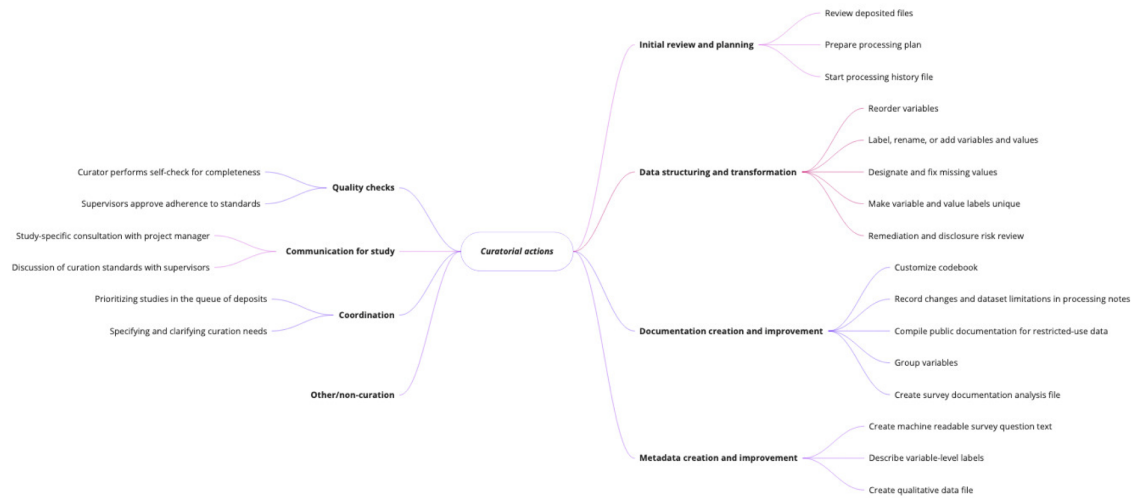 Curatorial actions
Initial review and planning
Review deposited files
Prepare processing plan
Start processing history file
Data structuring and transformation
Reorder variables
Label, rename, or add variables and values
Designate and fix missing values
Make variable and value labels unique
Remediation and disclosure risk review
Documentation creation and improvement
Customize codebook
Record changes and dataset limitations in processing notes
Compile public documentation for restricted-use data
Group variables
Create survey documentation analysis file
Metadata creation and improvement
Create machine readable survey question text
Describe variable-level labels
Create qualitative data file
Quality checks
Curator performs self-check for completeness
Supervisors approve adherence to standards
Communication for study
Study-specific consultation with project manager
Discussion of curation standards with supervisors
Coordination
Prioritizing studies in the queue of deposits
Specifying and clarifying curation needs
Other/non-curation